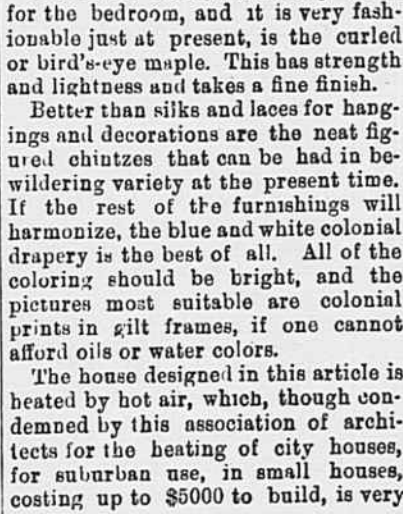 for the bedroom, and it is very fash-
ionable just at present, is the curled
or bird's-eye maple. This has strength
and lightness and takes a fine finish.
Better than silks and laces for hang-
ings and decorations are the neat fig-
ured chintzes that can be had in be-
wildering variety at the present time.
If the rest of the furnishings will
harmonize, the blue and white colonial
drapery is the best of all. All of the
coloring should be bright, and the
pictures most suitable are colonial
prints in gilt frames, if one cannot
afford oils or water colors.
The house designed in this article is
heated by hot air, which, though con-
demned by this association of archi-
tects for the heating of city houses,
for suburban use, in small houses,
costing up to $5000 to build, is very